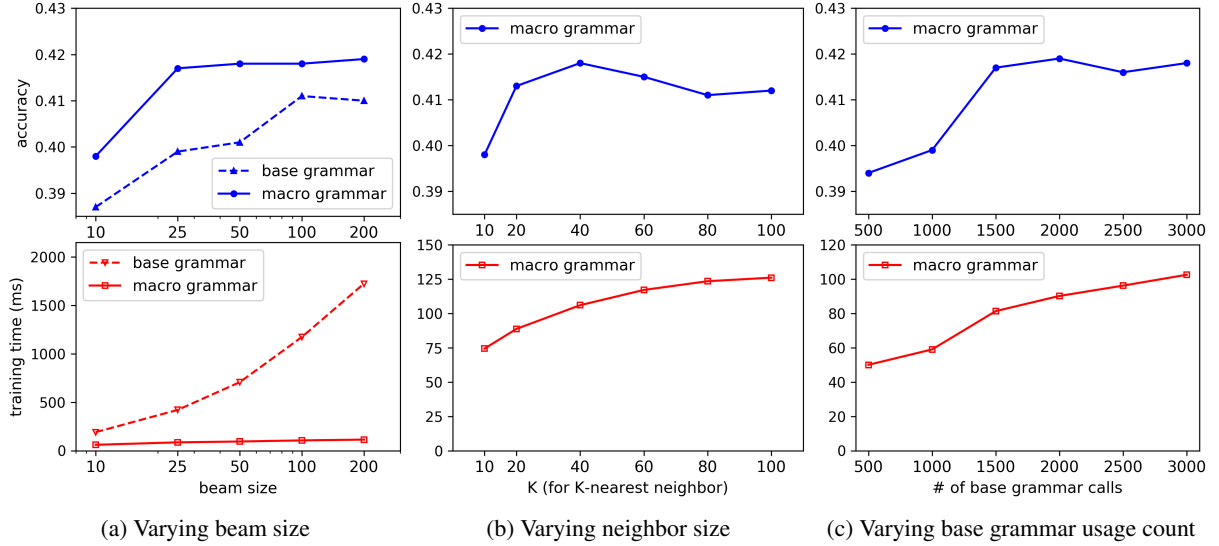 0.43
0.42
0.41
0.40
0.39
accuracy
base grammar
macro grammar
10 25 50 100 200
0.43
0.42
0.41
0.40
0.39
macro grammar
10 20 40 60 80 100
0.43
0.42
0.41
0.40
0.39
macro grammar
500 1000 1500 2000 2500 3000
2000
1500
1000
500
0
training time (ms)
base grammar
macro grammar
10 25 50 100 200
beam size
150
125
100
75
50
25
0
macro grammar
10 20 40 60 80 100
K (for K-nearest neighbor)
120
100
80
60
40
20
0
macro grammar
500 1000 1500 2000 2500 3000
# of base grammar calls
(a) Varying beam size
(b) Varying neighbor size
(c) Varying base grammar usage count